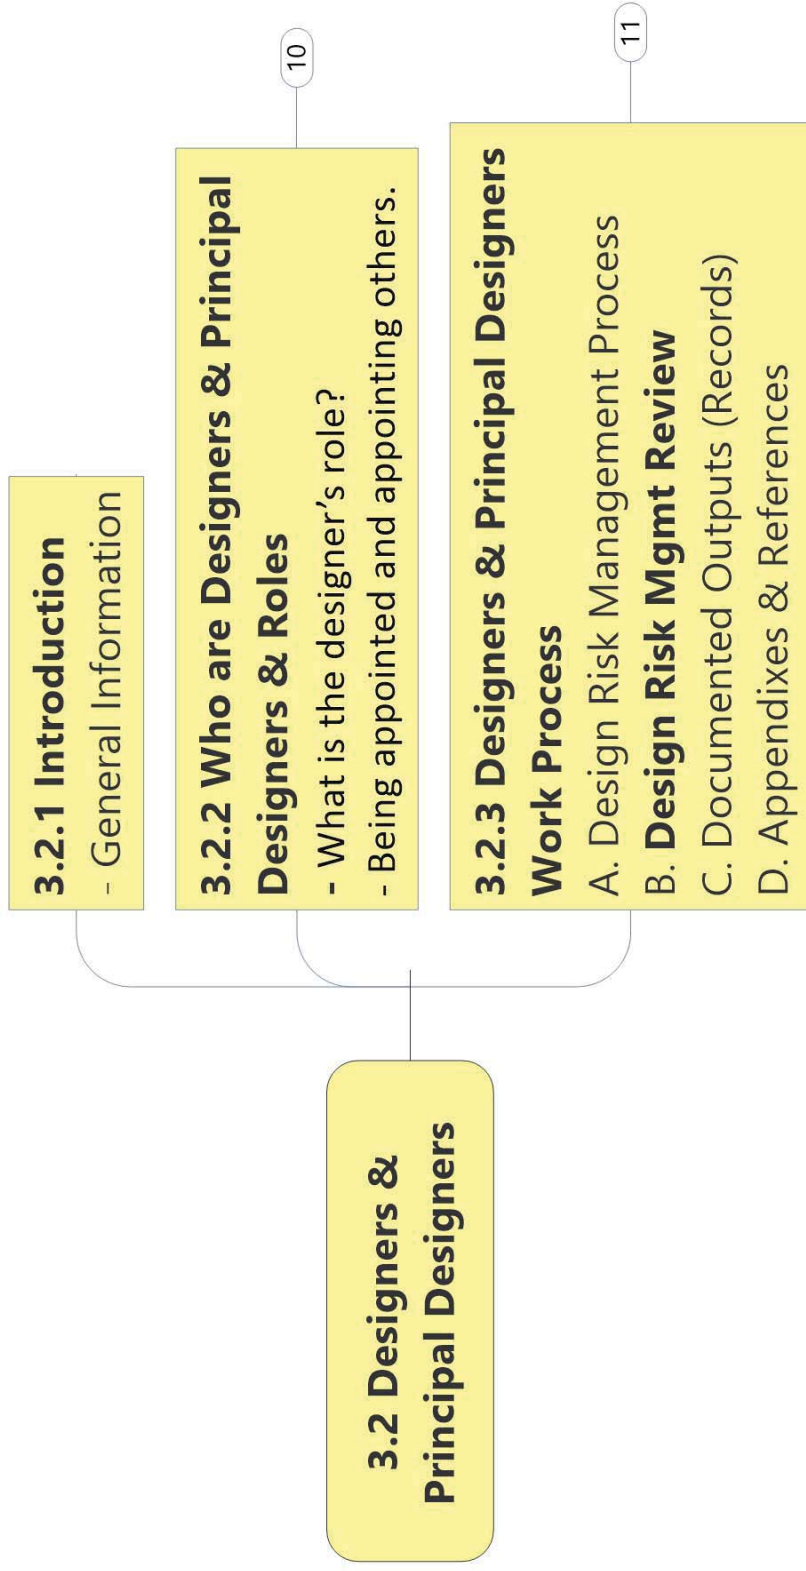 3.2 Designers &
Principal Designers
3.2.1 Introduction
- General Information
3.2.2 Who are Designers & Principal
Designers & Roles
- What is the designer’s role?
- Being appointed and appointing others.
10
3.2.3 Designers & Principal Designers
Work Process
A. Design Risk Management Process
B. Design Risk Mgmt Review
C. Documented Outputs (Records)
D. Appendixes & References
11